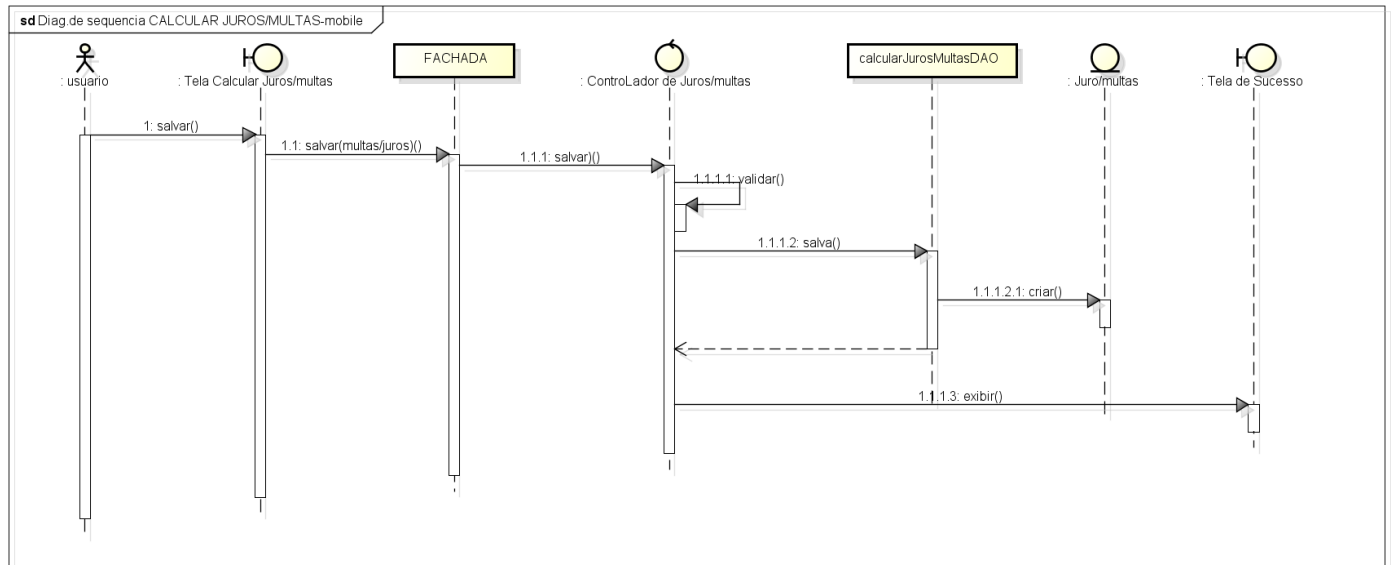 sd Diag.de sequencia CALCULAR JUROS/MULTAS-mobile
: usuario
: Tela Calcular Juros/multas
FACHADA
: ControLador de Juros/multas
calcularJurosMultasDAO
: Juro/multas
: Tela de Sucesso
1: salvar()
1.1: salvar(multas/juros)()
1.1.1: salvar)()
1.1.1.1: validar()
1.1.1.2: salva()
1.1.1.2.1: criar()
1.1.1.3: exibir()